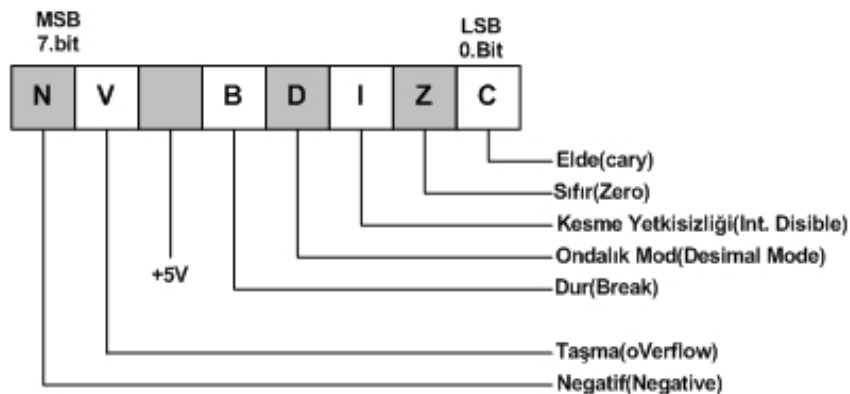 MSB
7.bit
LSB
0.Bit
N V B D I Z C
Elde(cary)
Sıfır(Zero)
Kesme Yetkisizliği(Int. Disible)
Ondalık Mod(Desimal Mode)
+5V
Dur(Break)
Taşma(oVerflow)
Negatif(Negative)